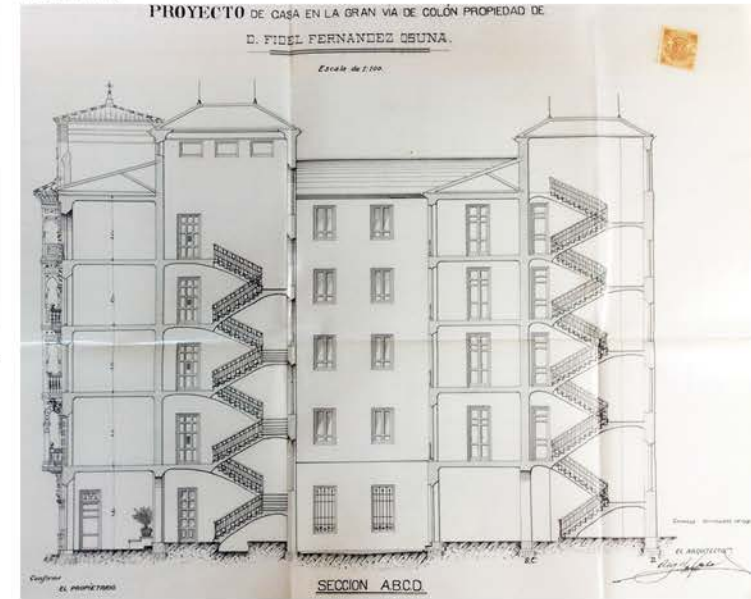 PROYECTO DE CASA EN LA GRAN VIA DE COLÓN PROPIEDAD DE
D. FIDEL FERNANDEZ OSUNA.
Escala de 1:100.
Conforme
EL PROPIETARIO
SECCION A.B.C.D.
B.C.
D.
EL ARQUITECTO